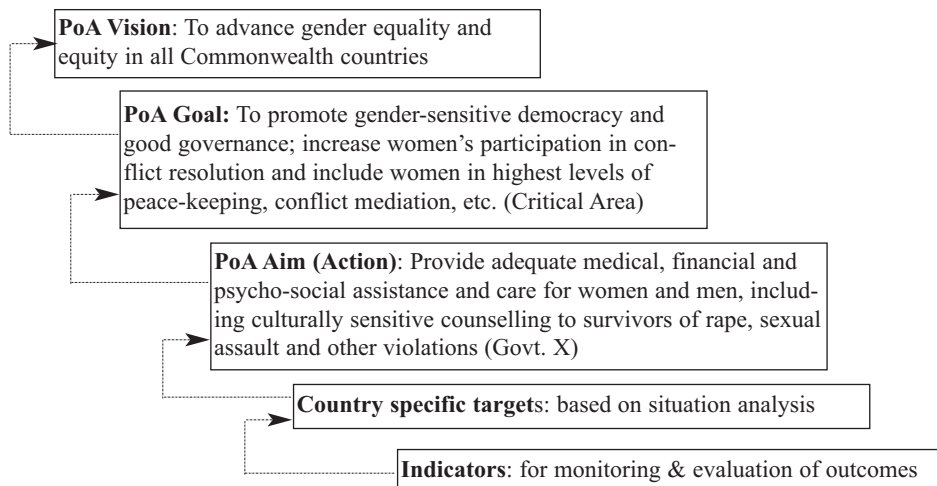 PoA Vision: To advance gender equality and
equity in all Commonwealth countries
PoA Goal: To promote gender-sensitive democracy and
good governance; increase women’s participation in con-
flict resolution and include women in highest levels of
peace-keeping, conflict mediation, etc. (Critical Area)
PoA Aim (Action): Provide adequate medical, financial and
psycho-social assistance and care for women and men, includ-
ing culturally sensitive counselling to survivors of rape, sexual
assault and other violations (Govt. X)
Country specific targets: based on situation analysis
Indicators: for monitoring & evaluation of outcomes